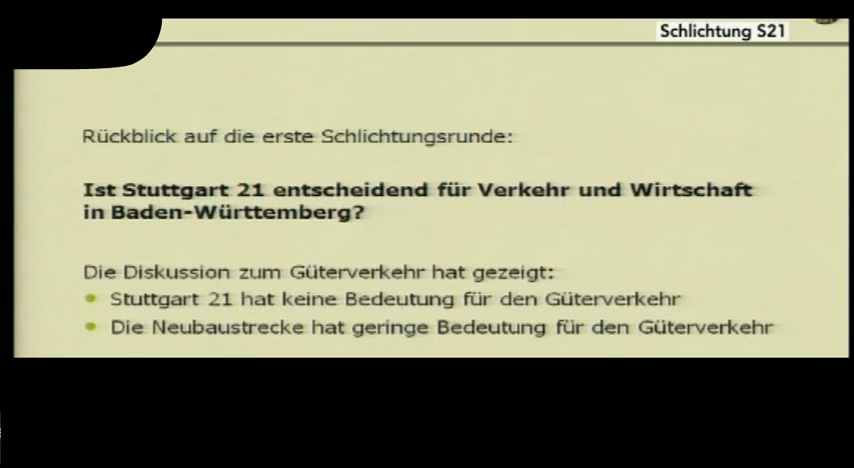 Schlichtung S21
Rückblick auf die erste Schlichtungsrunde:
Ist Stuttgart 21 entscheidend für Verkehr und Wirtschaft
in Baden-Württemberg?
Die Diskussion zum Güterverkehr hat gezeigt:
• Stuttgart 21 hat keine Bedeutung für den Güterverkehr
• Die Neubaustrecke hat geringe Bedeutung für den Güterverkehr